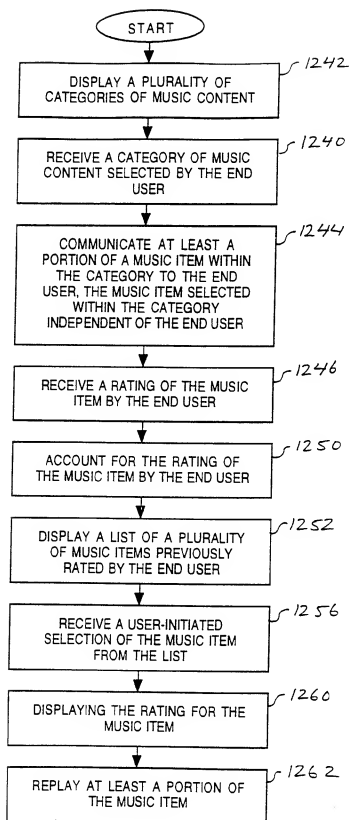 START
1242
DISPLAY A PLURALITY OF
CATEGORIES OF MUSIC CONTENT
1240
RECEIVE A CATEGORY OF MUSIC
CONTENT SELECTED BY THE END
USER
1244
COMMUNICATE AT LEAST A
PORTION OF A MUSIC ITEM WITHIN
THE CATEGORY TO THE END
USER, THE MUSIC ITEM SELECTED
WITHIN THE CATEGORY
INDEPENDENT OF THE END USER
1246
RECEIVE A RATING OF THE MUSIC
ITEM BY THE END USER
1250
ACCOUNT FOR THE RATING OF
THE MUSIC ITEM BY THE END USER
1252
DISPLAY A LIST OF A PLURALITY
OF MUSIC ITEMS PREVIOUSLY
RATED BY THE END USER
1256
RECEIVE A USER-INITIATED
SELECTION OF THE MUSIC ITEM
FROM THE LIST
1260
DISPLAYING THE RATING FOR THE
MUSIC ITEM
1262
REPLAY AT LEAST A PORTION OF
THE MUSIC ITEM